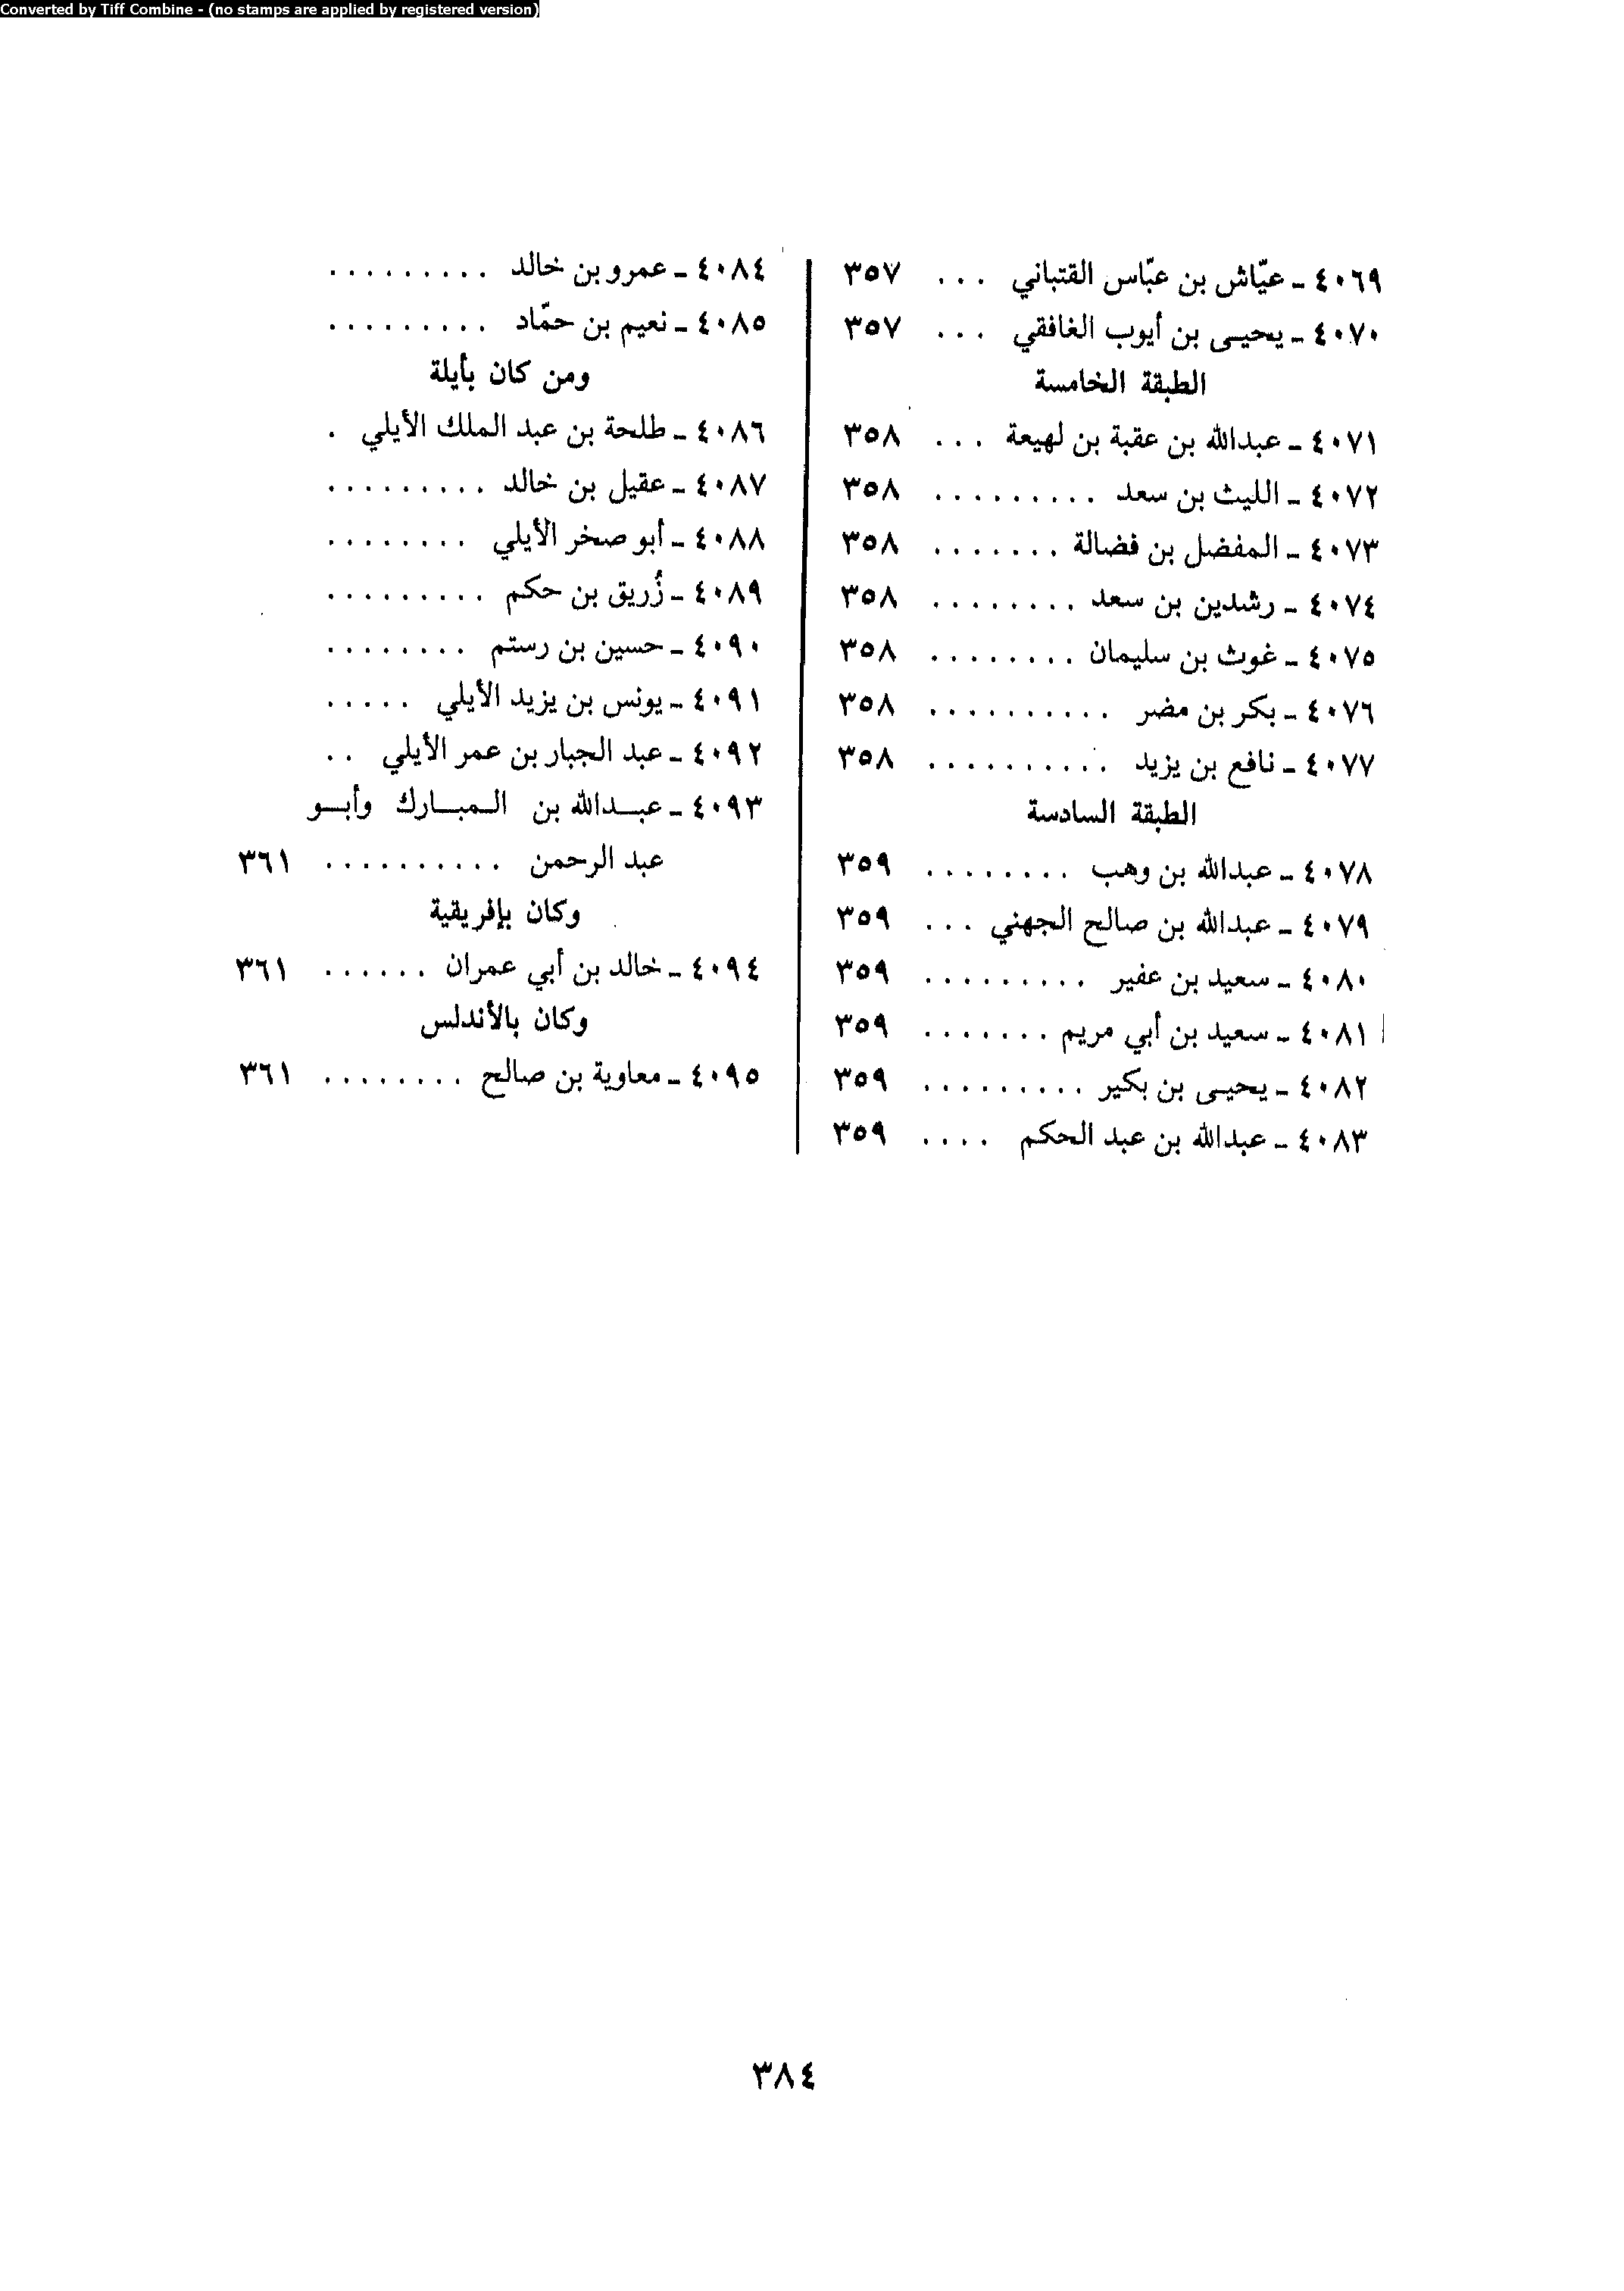 Converted by Tiff Combine - (no stamps are applied by registered version)
٤٠٦٩ - عيّاش بن عبّاس القتباني ... ٣٥٧
٤٠٧٠ - يحيى بن أيوب الغافقي ... ٣٥٧
الطبقة الخامسة
٤٠٧١ - عبدالله بن عقبة بن لهيعة ... ٣٥٨
٤٠٧٢ - الليث بن سعد ......... ٣٥٨
٤٠٧٣ - المفضل بن فضالة ....... ٣٥٨
٤٠٧٤ - رشدين بن سعد ........ ٣٥٨
٤٠٧٥ - غوث بن سليمان ........ ٣٥٨
٤٠٧٦ - بكر بن مضر .......... ٣٥٨
٤٠٧٧ - نافع بن يزيد .......... ٣٥٨
الطبقة السادسة
٤٠٧٨ - عبدالله بن وهب ........ ٣٥٩
٤٠٧٩ - عبدالله بن صالح الجهني ... ٣٥٩
٤٠٨٠ - سعيد بن عفير ......... ٣٥٩
٤٠٨١ - سعيد بن أبي مريم ....... ٣٥٩
٤٠٨٢ - يحيى بن بكير ......... ٣٥٩
٤٠٨٣ - عبدالله بن عبد الحكم .... ٣٥٩
٤٠٨٤ - عمرو بن خالد .........
٤٠٨٥ - نعيم بن حمّاد .........
ومن كان بأيلة
٤٠٨٦ - طلحة بن عبد الملك الأيلي .
٤٠٨٧ - عقيل بن خالد .........
٤٠٨٨ - أبو صخر الأيلي ........
٤٠٨٩ - زُريق بن حكم .........
٤٠٩٠ - حسين بن رستم ........
٤٠٩١ - يونس بن يزيد الأيلي .....
٤٠٩٢ - عبد الجبار بن عمر الأيلي ..
٤٠٩٣ - عبدالله بن المبارك وأبو
عبد الرحمن .......... ٣٦١
وكان بإفريقية
٤٠٩٤ - خالد بن أبي عمران ...... ٣٦١
وكان بالأندلس
٤٠٩٥ - معاوية بن صالح ........ ٣٦١
٣٨٤